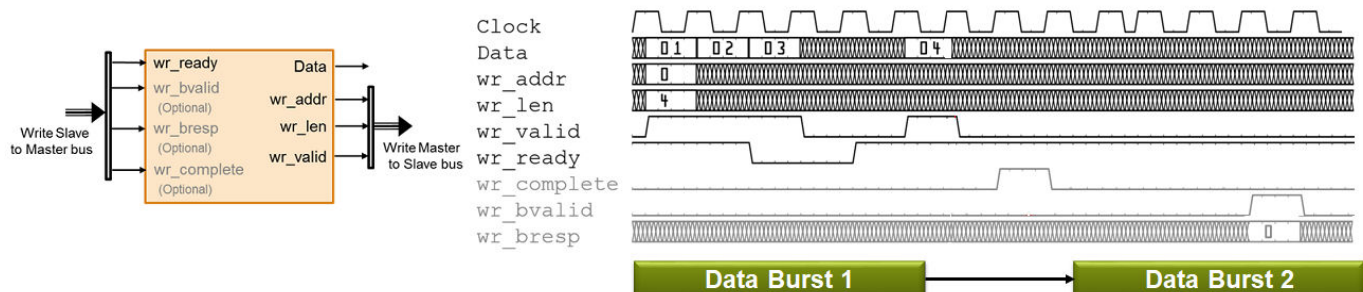 wr_ready
wr_bvalid
(Optional)
wr_bresp
(Optional)
wr_complete
(Optional)
Data
wr_addr
wr_len
wr_valid
Write Slave
to Master bus
Write Master
to Slave bus
Clock
Data 01 02 03 04
wr_addr 0
wr_len 4
wr_valid
wr_ready
wr_complete
wr_bvalid
wr_bresp 0
Data Burst 1
Data Burst 2